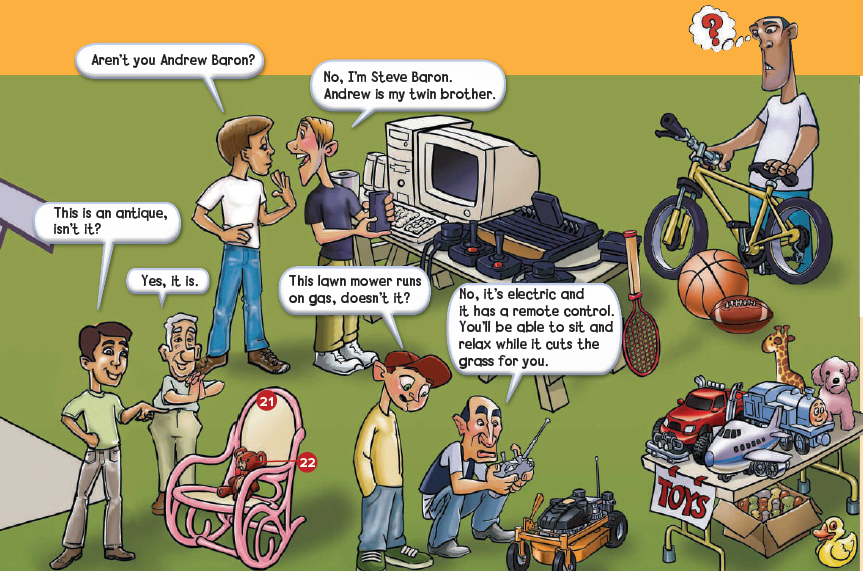 ?
Aren't you Andrew Baron?
No, I'm Steve Baron.
Andrew is my twin brother.
This is an antique,
isn't it?
Yes, it is.
This lawn mower runs
on gas, doesn't it?
No, it's electric and
it has a remote control.
You'll be able to sit and
relax while it cuts the
grass for you.
21
22
TOYS